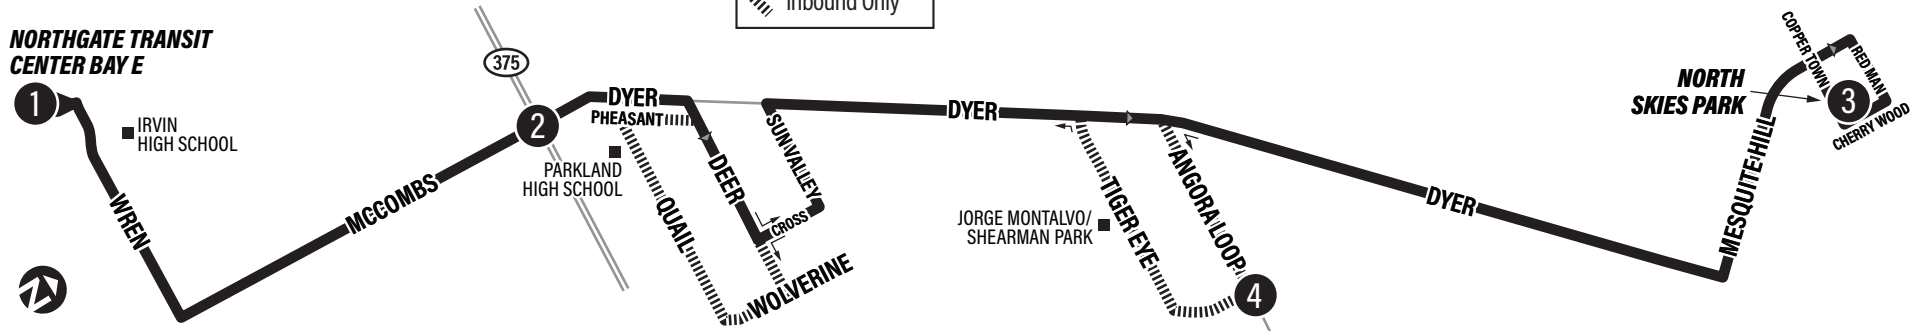 Inbound Only
NORTHGATE TRANSIT
CENTER BAY E
1
IRVIN
HIGH SCHOOL
WREN
MCCOMBS
375
2
DYER
PHEASANT
PARKLAND
HIGH SCHOOL
QUAIL
DEER
SUN VALLEY
CROSS
WOLVERINE
DYER
JORGE MONTALVO/
SHEARMAN PARK
TIGER EYE
ANGORA LOOP
4
DYER
MESQUITE HILL
NORTH
SKIES PARK
COPPER TOWN
RED MAN
3
CHERRY WOOD
N